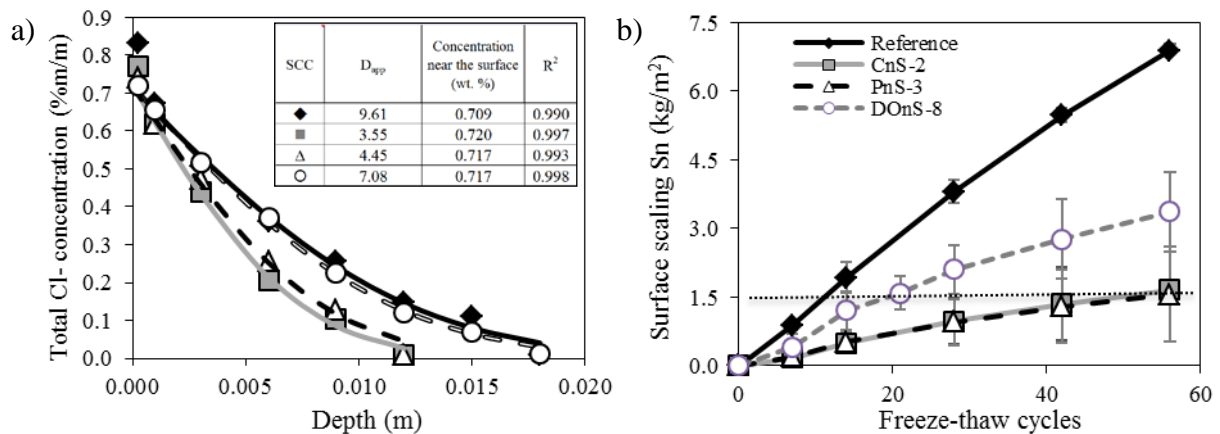 a)
Total Cl- concentration (%m/m)
0.9
0.8
0.7
0.6
0.5
0.4
0.3
0.2
0.1
0.0
0.000 0.005 0.010 0.015 0.020
Depth (m)
SCC D_app Concentration near the surface (wt. %) R²
9.61 0.709 0.990
3.55 0.720 0.997
4.45 0.717 0.993
7.08 0.717 0.998
b)
Surface scaling Sn (kg/m²)
7.5
6.0
4.5
3.0
1.5
0.0
0 20 40 60
Freeze-thaw cycles
Reference
CnS-2
PnS-3
DOnS-8